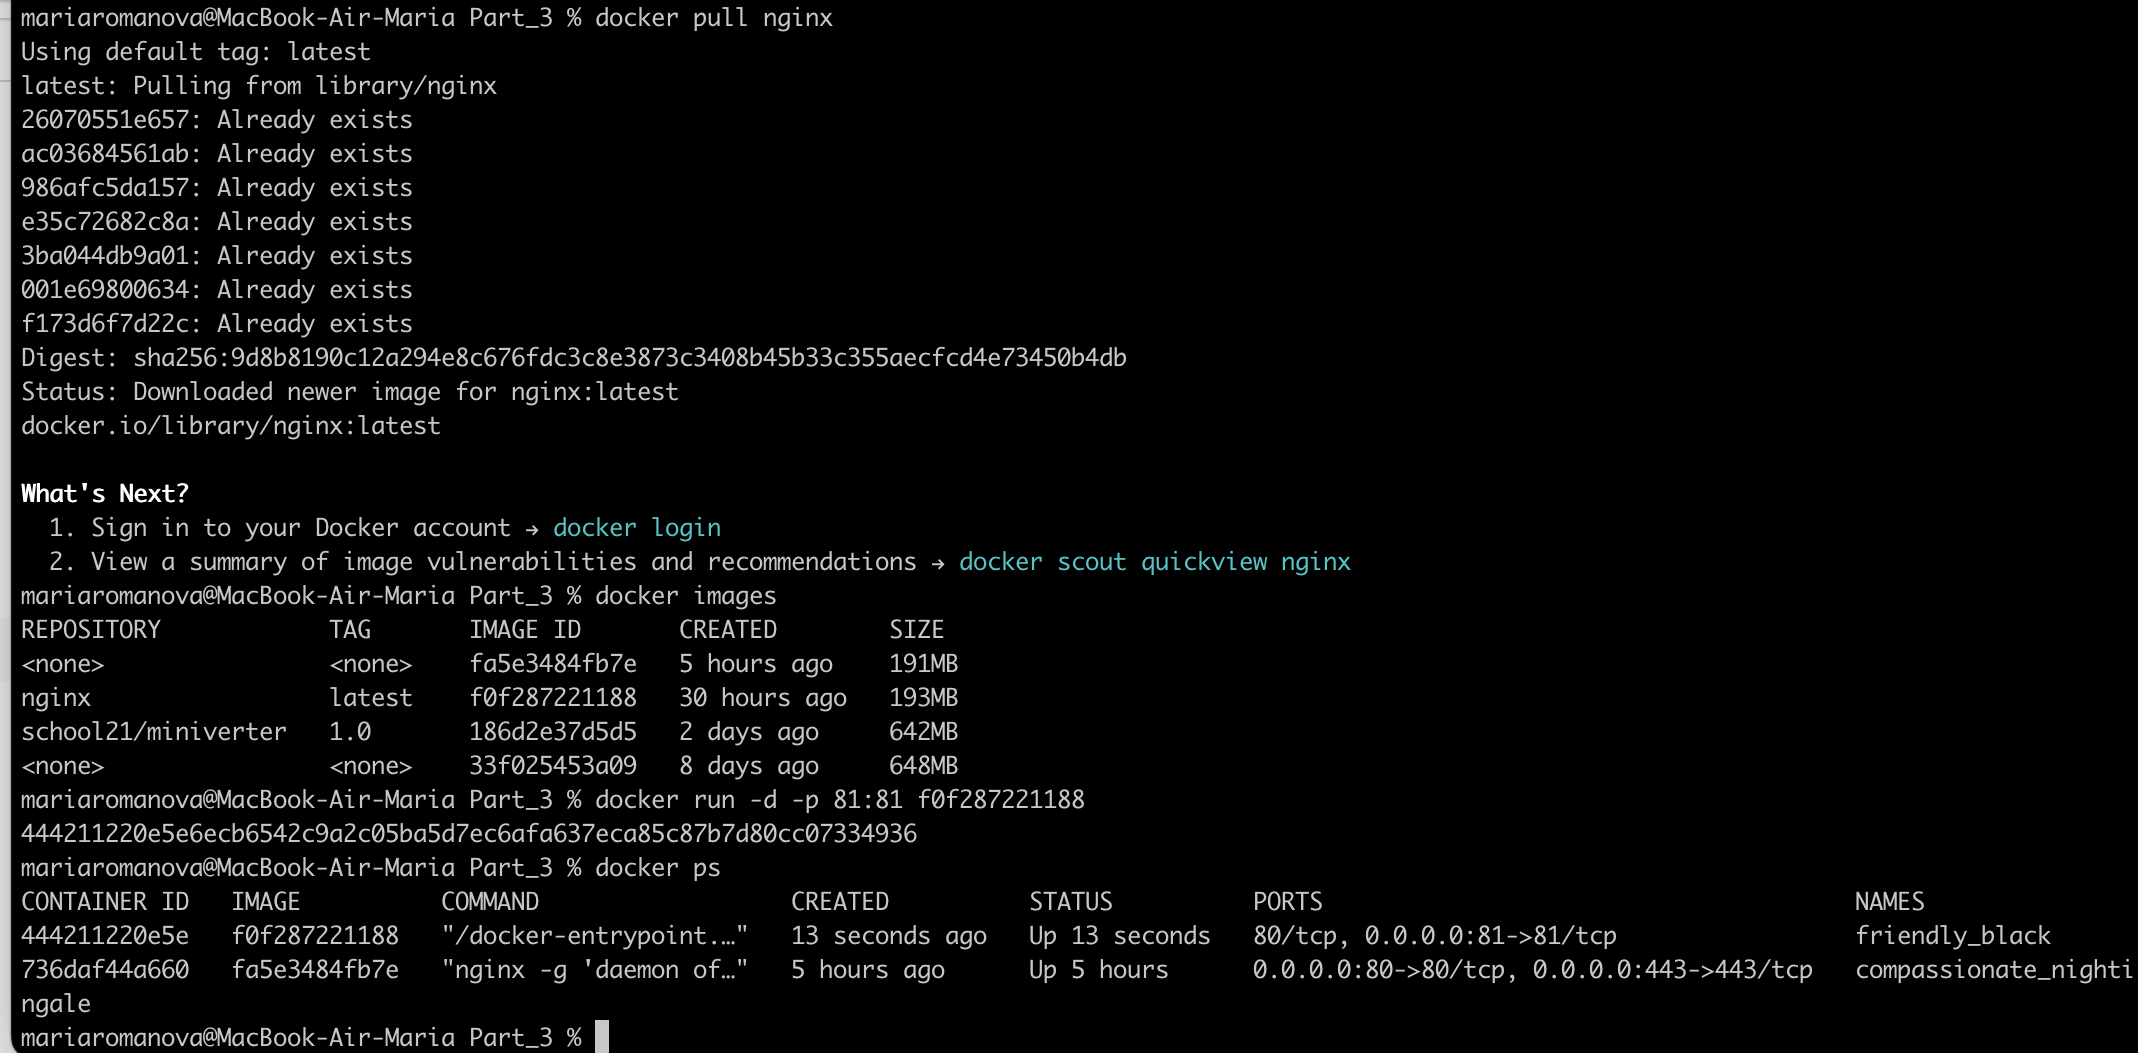 mariaromanova@MacBook-Air-Maria Part_3 % docker pull nginx
Using default tag: latest
latest: Pulling from library/nginx
26070551e657: Already exists
ac03684561ab: Already exists
986afc5da157: Already exists
e35c72682c8a: Already exists
3ba044db9a01: Already exists
001e69800634: Already exists
f173d6f7d22c: Already exists
Digest: sha256:9d8b8190c12a294e8c676fdc3c8e3873c3408b45b33c355aecfcd4e73450b4db
Status: Downloaded newer image for nginx:latest
docker.io/library/nginx:latest
What's Next?
1. Sign in to your Docker account → docker login
2. View a summary of image vulnerabilities and recommendations → docker scout quickview nginx
mariaromanova@MacBook-Air-Maria Part_3 % docker images
REPOSITORY TAG IMAGE ID CREATED SIZE
<none> <none> fa5e3484fb7e 5 hours ago 191MB
nginx latest f0f287221188 30 hours ago 193MB
school21/miniverter 1.0 186d2e37d5d5 2 days ago 642MB
<none> <none> 33f025453a09 8 days ago 648MB
mariaromanova@MacBook-Air-Maria Part_3 % docker run -d -p 81:81 f0f287221188
444211220e5e6ecb6542c9a2c05ba5d7ec6afa637eca85c87b7d80cc07334936
mariaromanova@MacBook-Air-Maria Part_3 % docker ps
CONTAINER ID IMAGE COMMAND CREATED STATUS PORTS NAMES
444211220e5e f0f287221188 "/docker-entrypoint.…" 13 seconds ago Up 13 seconds 80/tcp, 0.0.0.0:81->81/tcp friendly_black
736daf44a660 fa5e3484fb7e "nginx -g 'daemon of…" 5 hours ago Up 5 hours 0.0.0.0:80->80/tcp, 0.0.0.0:443->443/tcp compassionate_nighti
ngale
mariaromanova@MacBook-Air-Maria Part_3 %